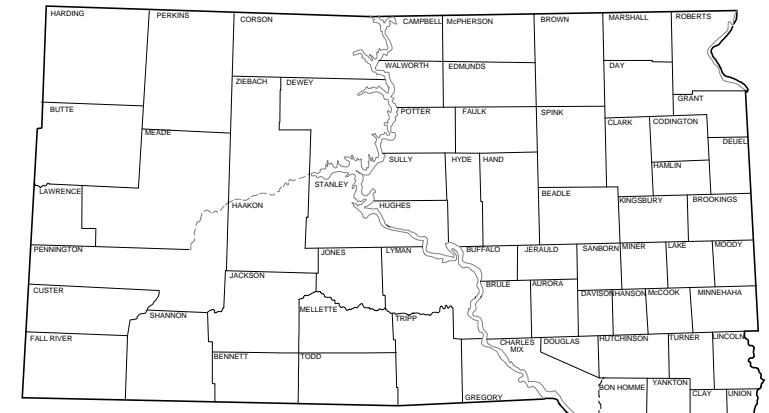 HARDING
PERKINS
CORSON
CAMPBELL
McPHERSON
BROWN
MARSHALL
ROBERTS
WALWORTH
EDMUNDS
DAY
ZIEBACH
DEWEY
GRANT
BUTTE
POTTER
FAULK
SPINK
CLARK
CODINGTON
MEADE
DEUEL
SULLY
HYDE
HAND
HAMLIN
LAWRENCE
STANLEY
BEADLE
KINGSBURY
BROOKINGS
HAAKON
HUGHES
PENNINGTON
JONES
LYMAN
BUFFALO
JERAULD
SANBORN
MINER
LAKE
MOODY
JACKSON
CUSTER
BRULE
AURORA
DAVISON
HANSON
McCOOK
MINNEHAHA
SHANNON
MELLETTE
TRIPP
FALL RIVER
CHARLES
MIX
DOUGLAS
HUTCHINSON
TURNER
LINCOLN
BENNETT
TODD
GREGORY
BON HOMME
YANKTON
CLAY
UNION